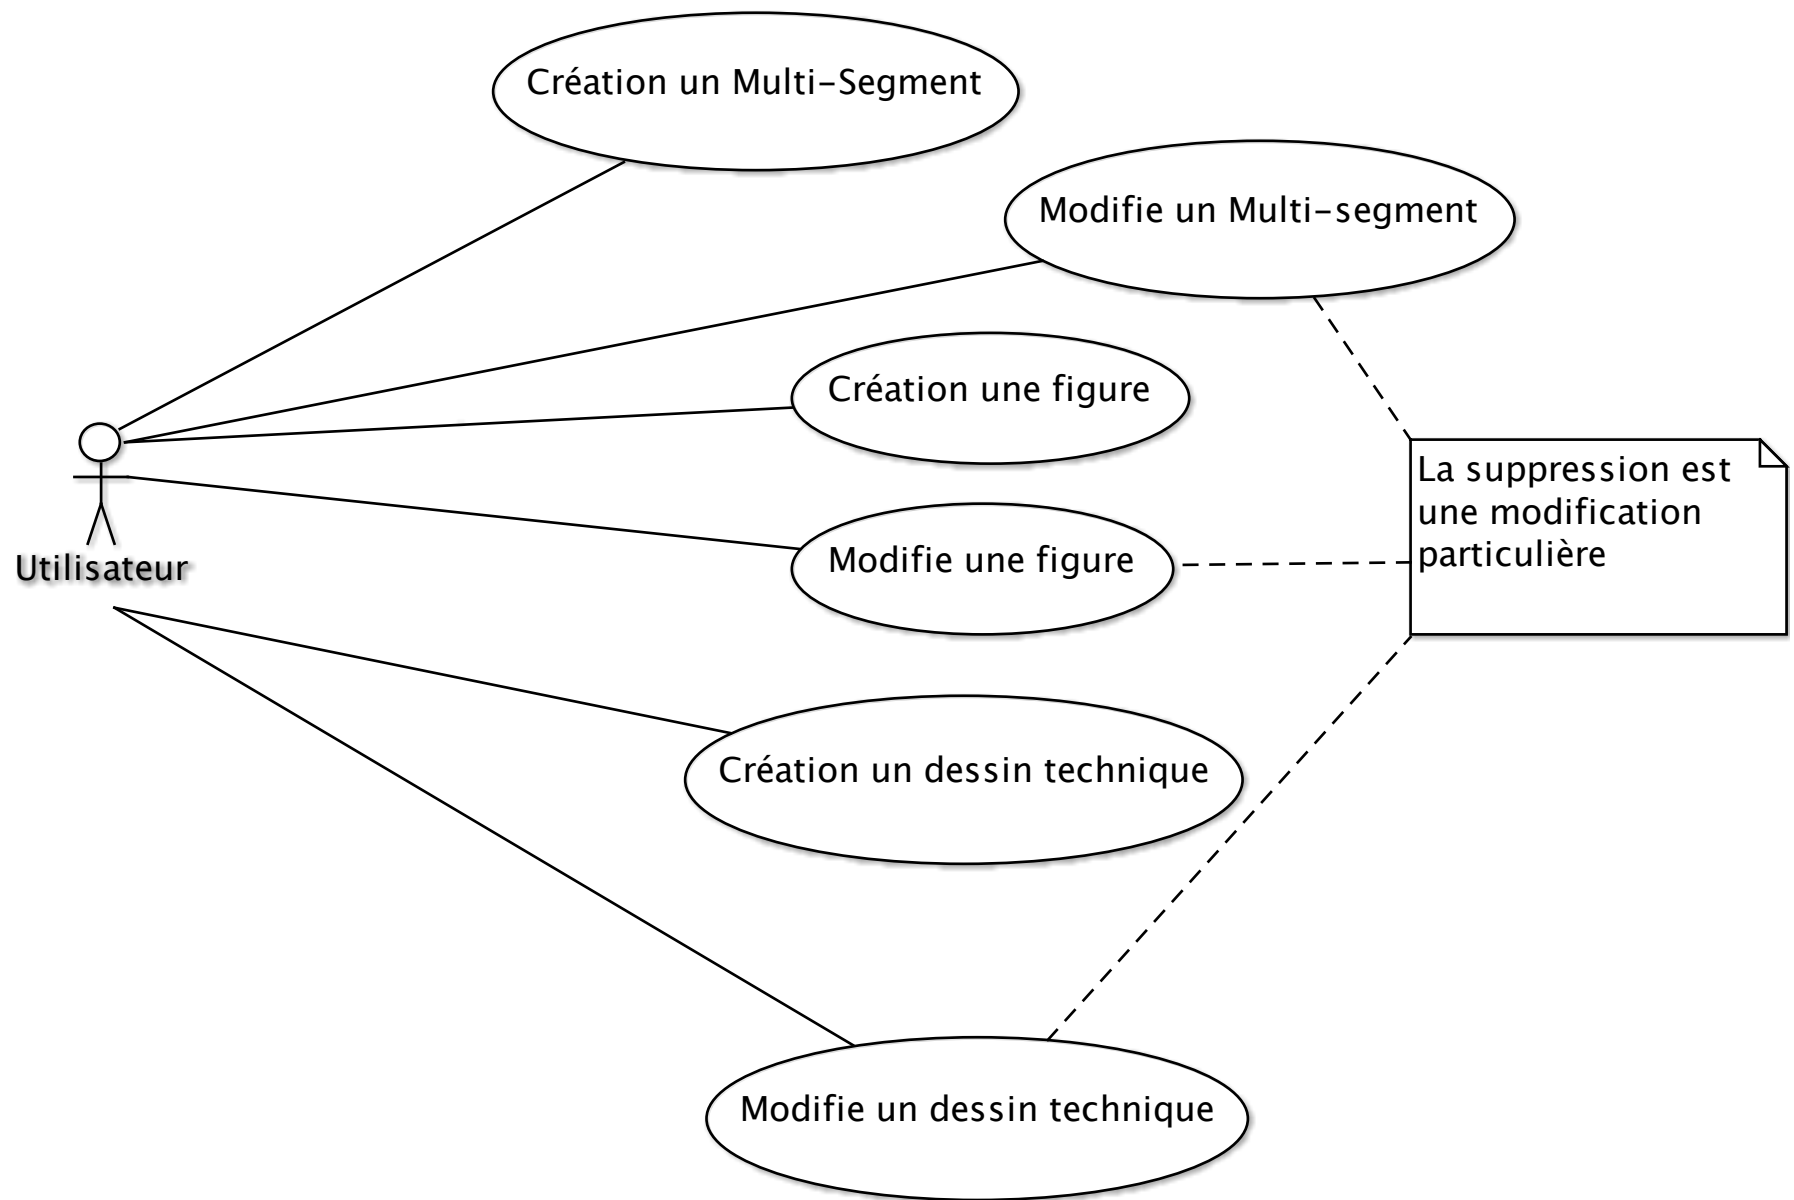 Création un Multi-Segment
Modifie un Multi-segment
Création une figure
La suppression est
une modification
particulière
Modifie une figure
Utilisateur
Création un dessin technique
Modifie un dessin technique